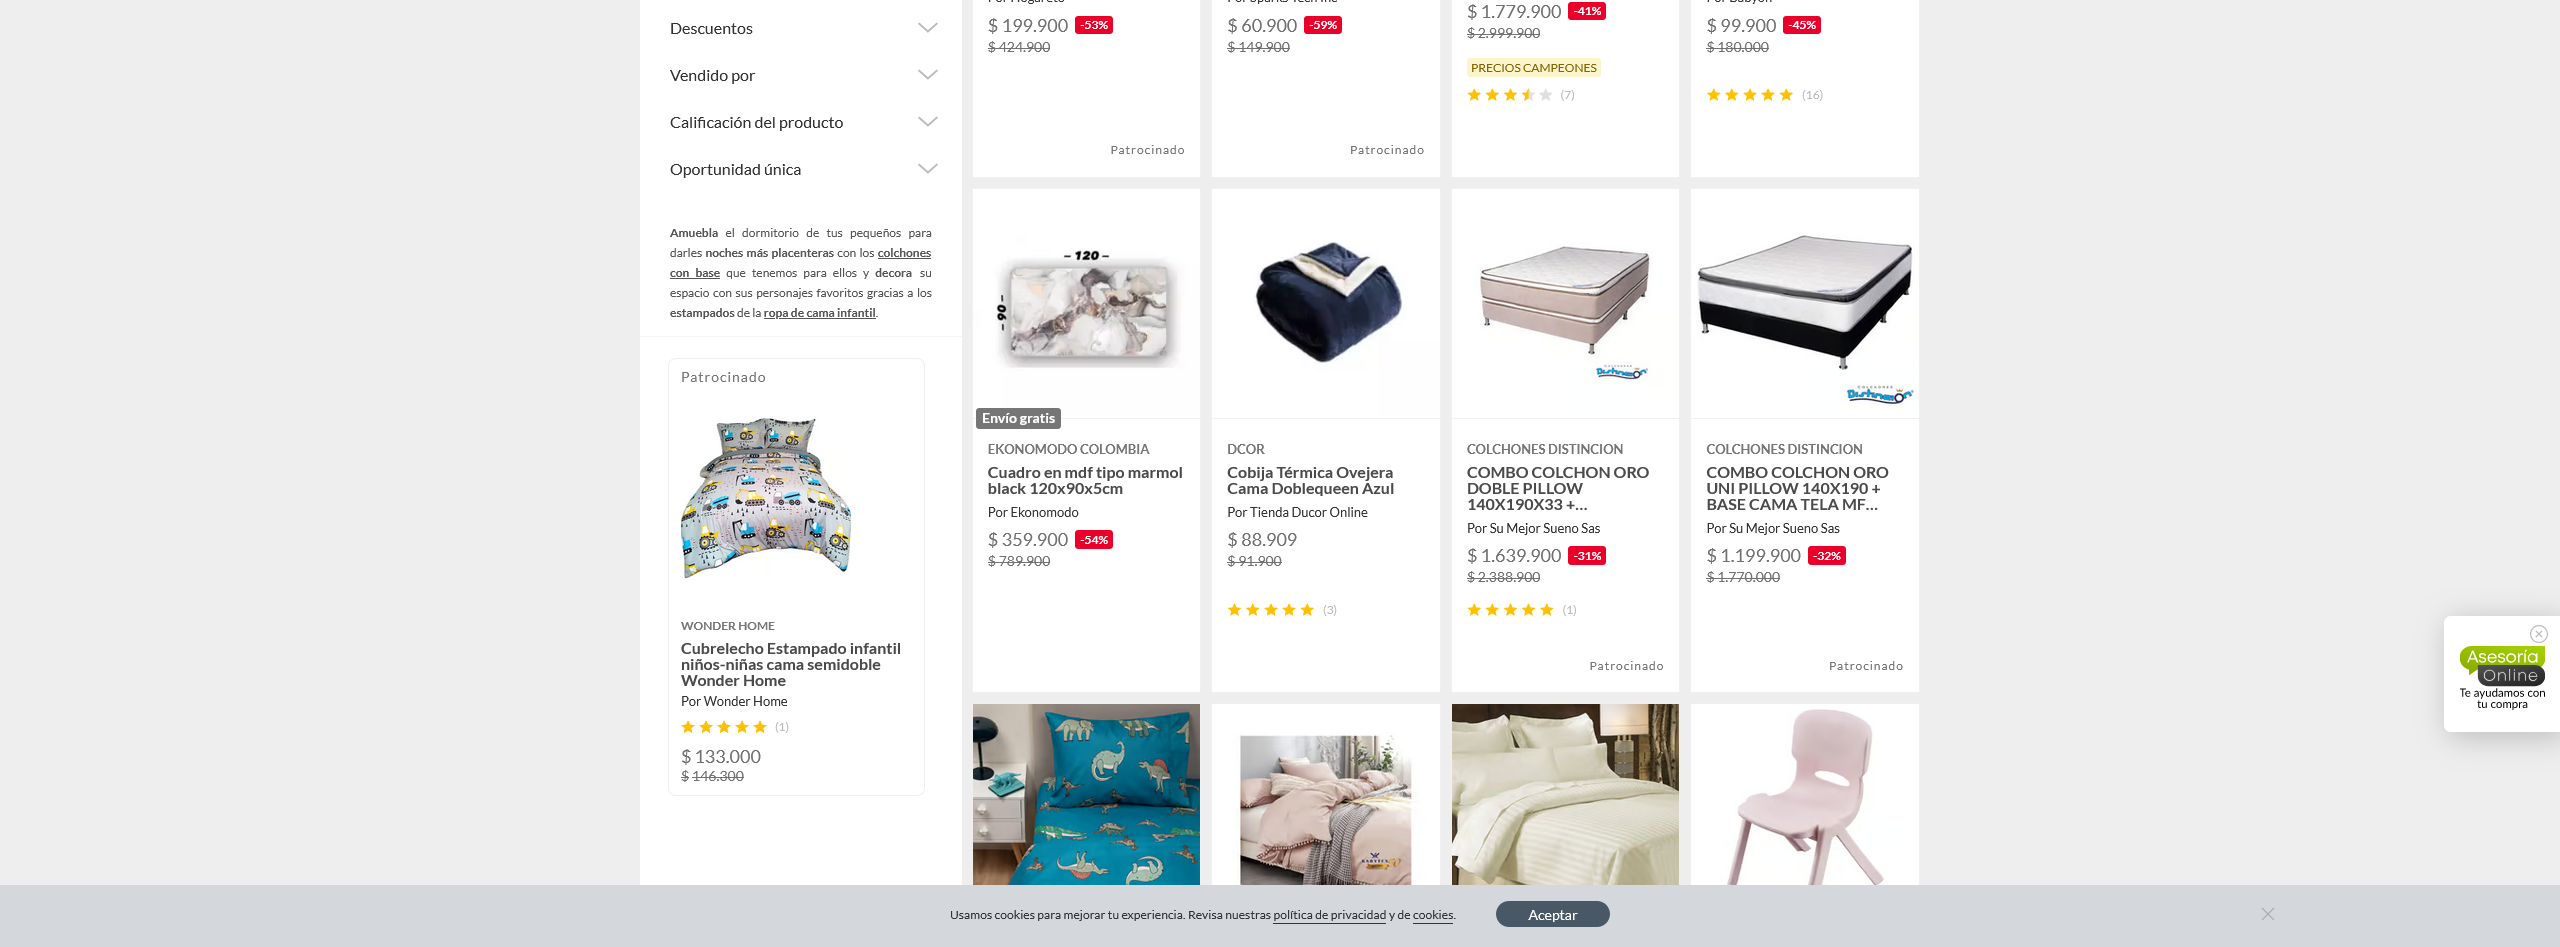 Descuentos
Vendido por
Calificación del producto
Oportunidad única
Amuebla el dormitorio de tus pequeños para
darles noches más placenteras con los colchones
con base que tenemos para ellos y decora su
espacio con sus personajes favoritos gracias a los
estampados de la ropa de cama infantil.
Patrocinado
WONDER HOME
Cubrelecho Estampado infantil
niños-niñas cama semidoble
Wonder Home
Por Wonder Home
(1)
$ 133.000
$ 146.300
$ 199.900 -53%
$ 424.900
Patrocinado
$ 60.900 -59%
$ 149.900
Patrocinado
$ 1.779.900 -41%
$ 2.999.900
PRECIOS CAMPEONES
(7)
$ 99.900 -45%
$ 180.000
(16)
– 120 –
– 90 –
Envío gratis
EKONOMODO COLOMBIA
Cuadro en mdf tipo marmol
black 120x90x5cm
Por Ekonomodo
$ 359.900 -54%
$ 789.900
DCOR
Cobija Térmica Ovejera
Cama Doblequeen Azul
Por Tienda Ducor Online
$ 88.909
$ 91.900
(3)
COLCHONES
Distinción
COLCHONES DISTINCION
COMBO COLCHON ORO
DOBLE PILLOW
140X190X33 +...
Por Su Mejor Sueno Sas
$ 1.639.900 -31%
$ 2.388.900
(1)
Patrocinado
COLCHONES
Distinción
COLCHONES DISTINCION
COMBO COLCHON ORO
UNI PILLOW 140X190 +
BASE CAMA TELA MF...
Por Su Mejor Sueno Sas
$ 1.199.900 -32%
$ 1.770.000
Patrocinado
Asesoría
Online
Te ayudamos con
tu compra
Usamos cookies para mejorar tu experiencia. Revisa nuestras política de privacidad y de cookies.
Aceptar